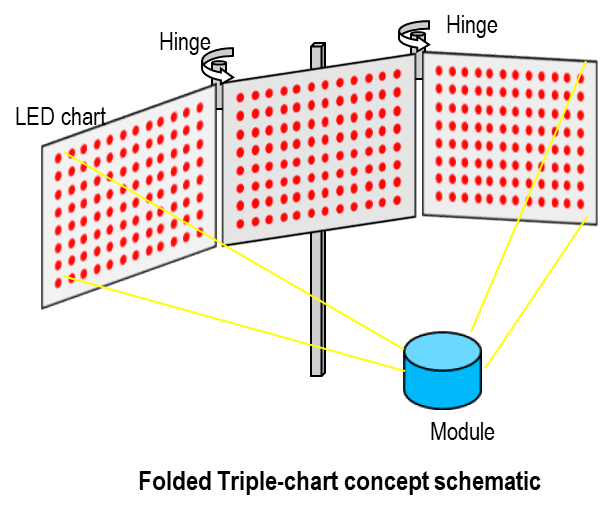 Hinge
Hinge
LED chart
Module
Folded Triple-chart concept schematic